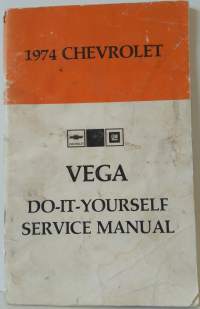 1974 CHEVROLET
VEGA
DO-IT-YOURSELF
SERVICE MANUAL